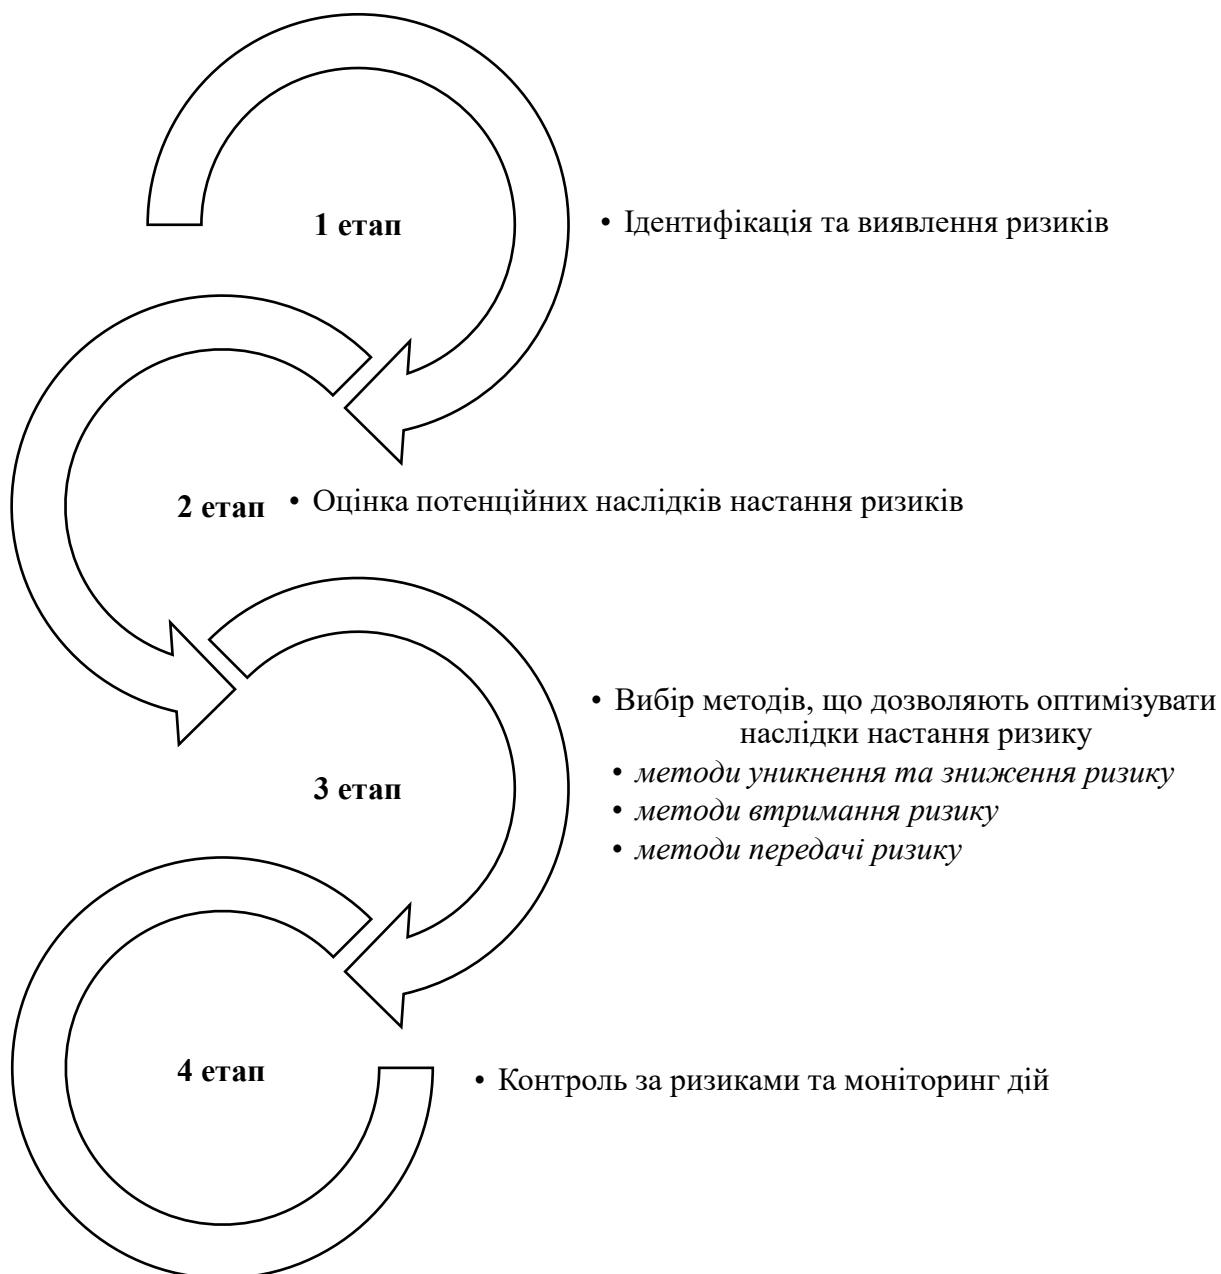 1 етап
• Ідентифікація та виявлення ризиків
2 етап
• Оцінка потенційних наслідків настання ризиків
3 етап
• Вибір методів, що дозволяють оптимізувати
наслідки настання ризику
• методи уникнення та зниження ризику
• методи втримання ризику
• методи передачі ризику
4 етап
• Контроль за ризиками та моніторинг дій